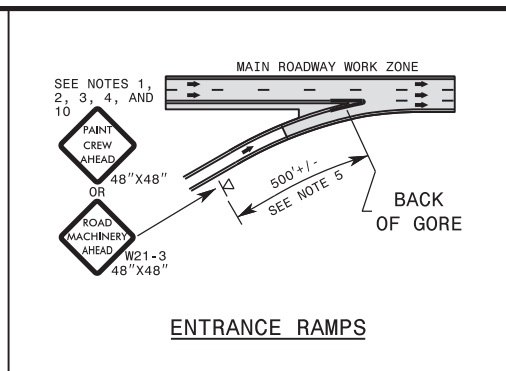 MAIN ROADWAY WORK ZONE
SEE NOTES 1,
2, 3, 4, AND
10
PAINT
CREW
AHEAD
48"X48"
OR
ROAD
MACHINERY
AHEAD
W21-3
48"X48"
500'+/-
SEE NOTE 5
BACK
OF GORE
ENTRANCE RAMPS